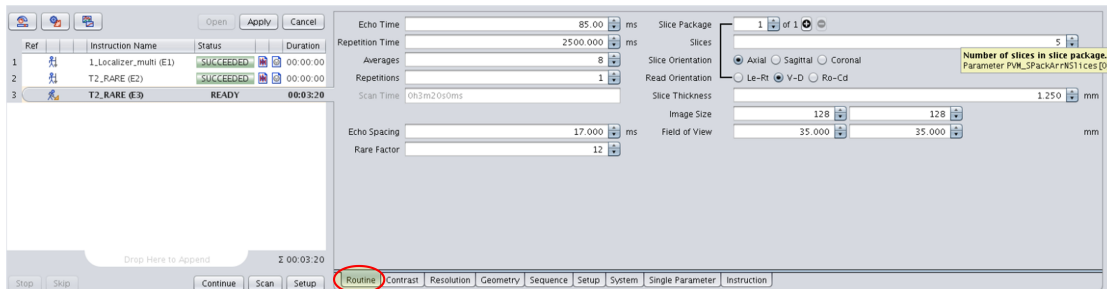 Open Apply Cancel
Ref Instruction Name Status Duration
1 1_Localizer_multi (E1) SUCCEEDED 00:00:00
2 T2_RARE (E2) SUCCEEDED 00:00:00
3 T2_RARE (E3) READY 00:03:20
Drop Here to Append Σ 00:03:20
Stop Skip Continue Scan Setup
Echo Time 85.00 ms
Repetition Time 2500.000 ms
Averages 8
Repetitions 1
Scan Time 0h3m20s0ms
Echo Spacing 17.000 ms
Rare Factor 12
Slice Package 1 of 1
Slices 5
Slice Orientation Axial Sagittal Coronal
Read Orientation Le-Rt V-D Ro-Cd
Slice Thickness 1.250 mm
Image Size 128 128
Field of View 35.000 35.000 mm
Number of slices in slice package.
Parameter PVM_SPackArrNSlices[0
Routine Contrast Resolution Geometry Sequence Setup System Single Parameter Instruction